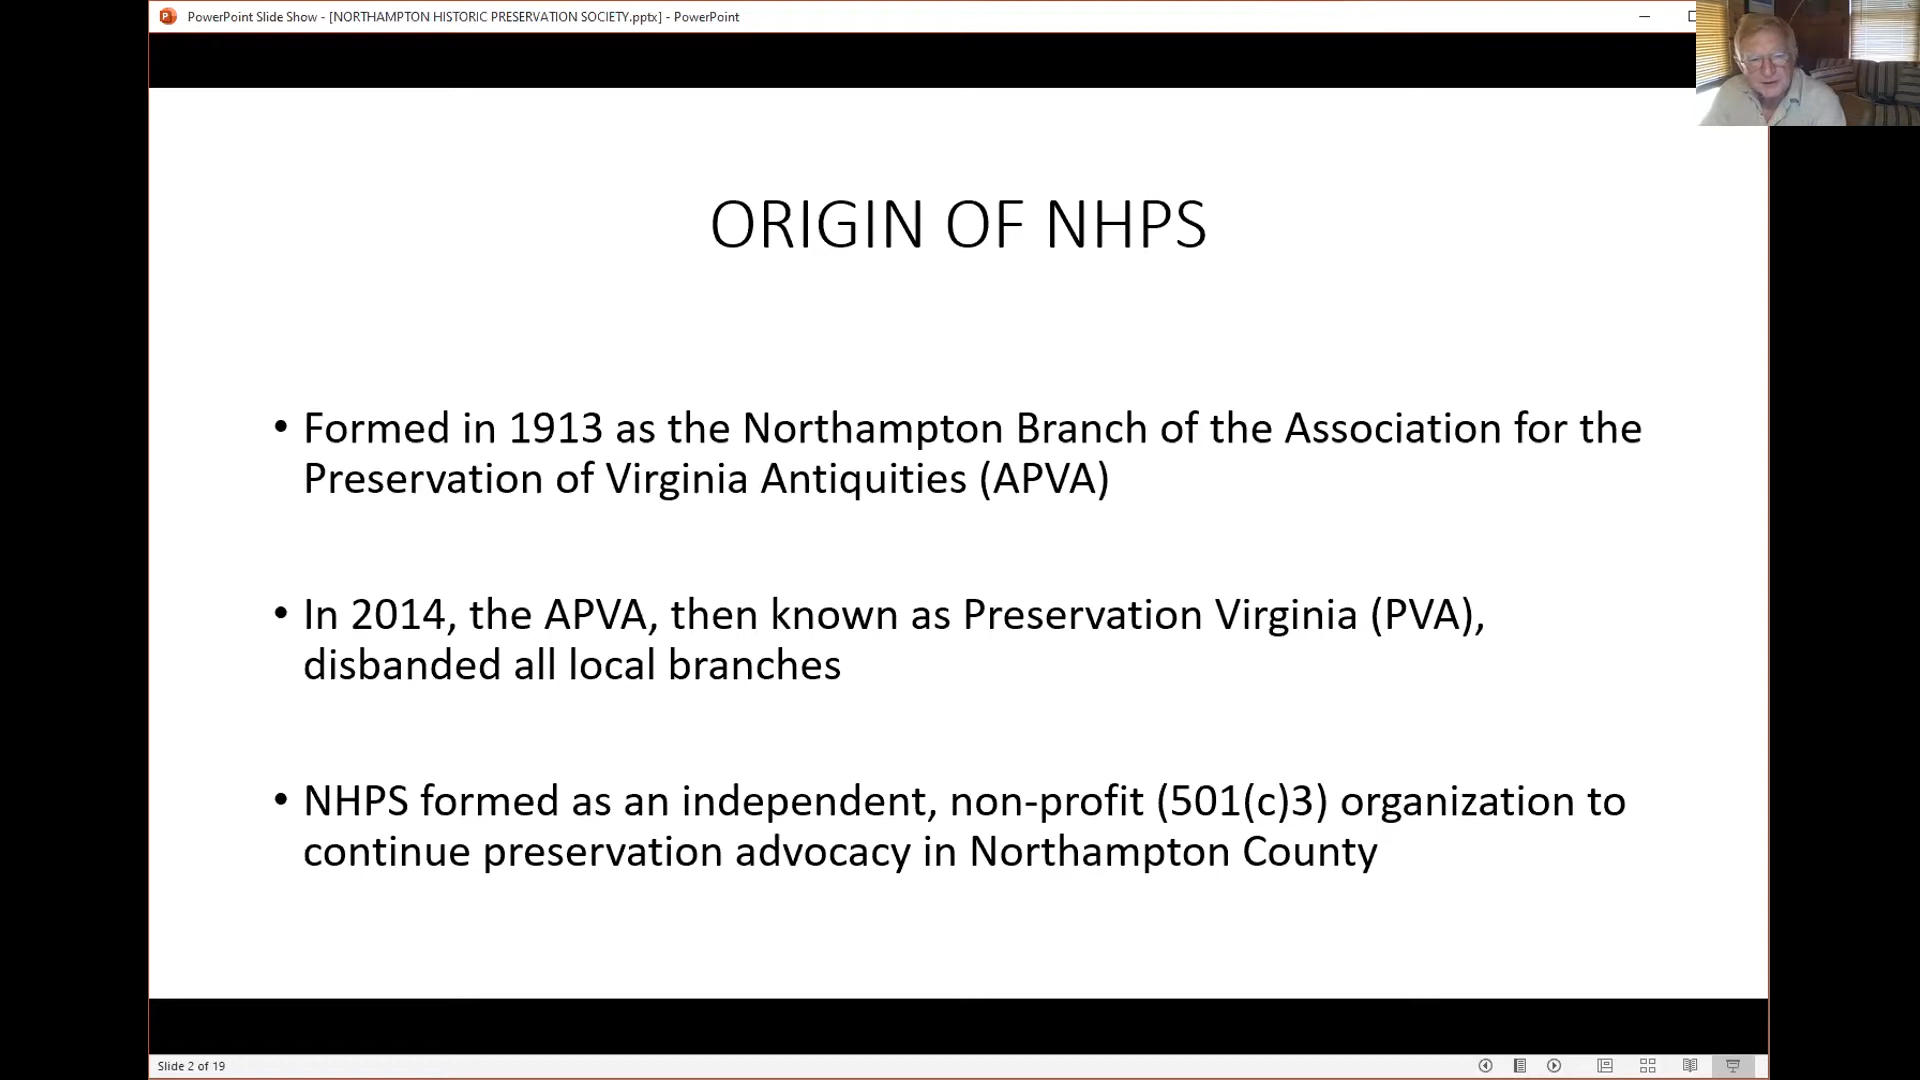 PowerPoint Slide Show - [NORTHAMPTON HISTORIC PRESERVATION SOCIETY.pptx] - PowerPoint
ORIGIN OF NHPS
• Formed in 1913 as the Northampton Branch of the Association for the
Preservation of Virginia Antiquities (APVA)
• In 2014, the APVA, then known as Preservation Virginia (PVA),
disbanded all local branches
• NHPS formed as an independent, non-profit (501(c)3) organization to
continue preservation advocacy in Northampton County
Slide 2 of 19